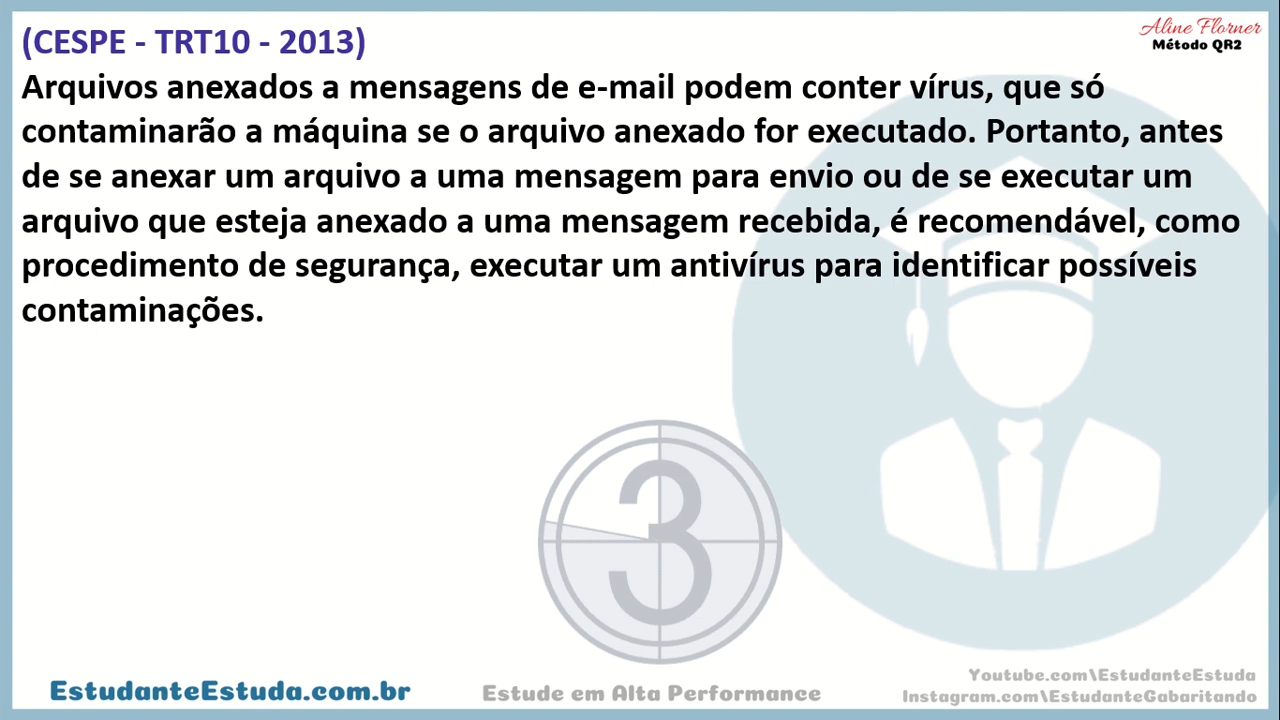 (CESPE - TRT10 - 2013)
Aline Florner
Método QR2
Arquivos anexados a mensagens de e-mail podem conter vírus, que só
contaminarão a máquina se o arquivo anexado for executado. Portanto, antes
de se anexar um arquivo a uma mensagem para envio ou de se executar um
arquivo que esteja anexado a uma mensagem recebida, é recomendável, como
procedimento de segurança, executar um antivírus para identificar possíveis
contaminações.
3
EstudanteEstuda.com.br
Estude em Alta Performance
Youtube.com\EstudanteEstuda
Instagram.com\EstudanteGabaritando